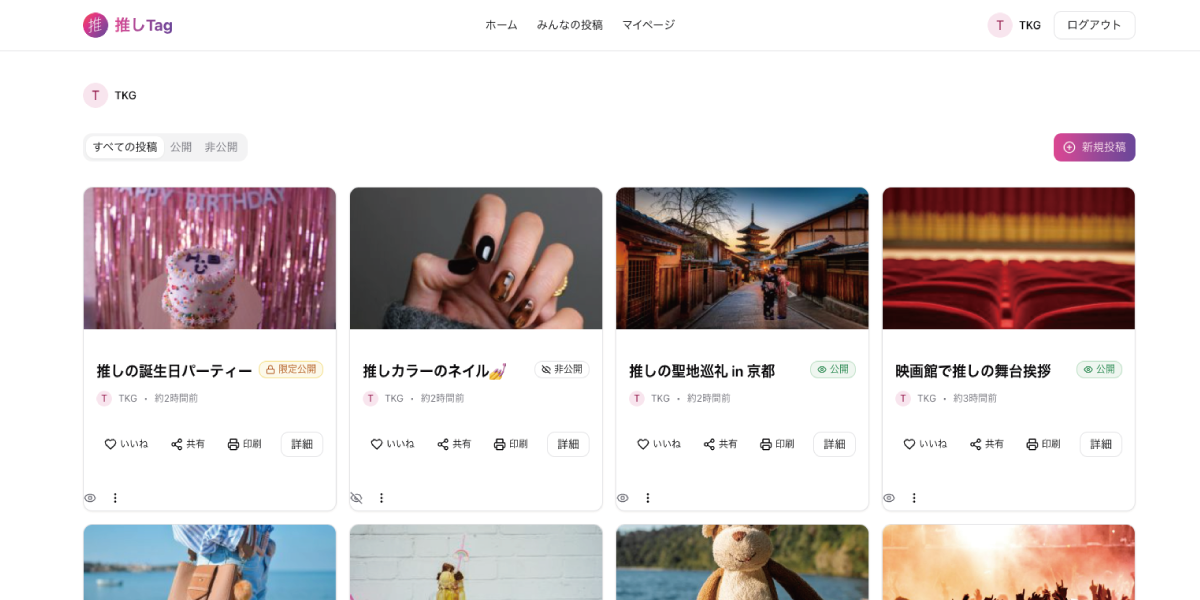 推 推しTag
ホーム みんなの投稿 マイページ
T TKG ログアウト
T TKG
すべての投稿 公開 非公開
新規投稿
HAPPY BIRTHDAY
推しの誕生日パーティー 限定公開
T TKG ・ 約2時間前
いいね 共有 印刷 詳細
推しカラーのネイル💅 非公開
T TKG ・ 約2時間前
いいね 共有 印刷 詳細
推しの聖地巡礼 in 京都 公開
T TKG ・ 約2時間前
いいね 共有 印刷 詳細
映画館で推しの舞台挨拶 公開
T TKG ・ 約3時間前
いいね 共有 印刷 詳細